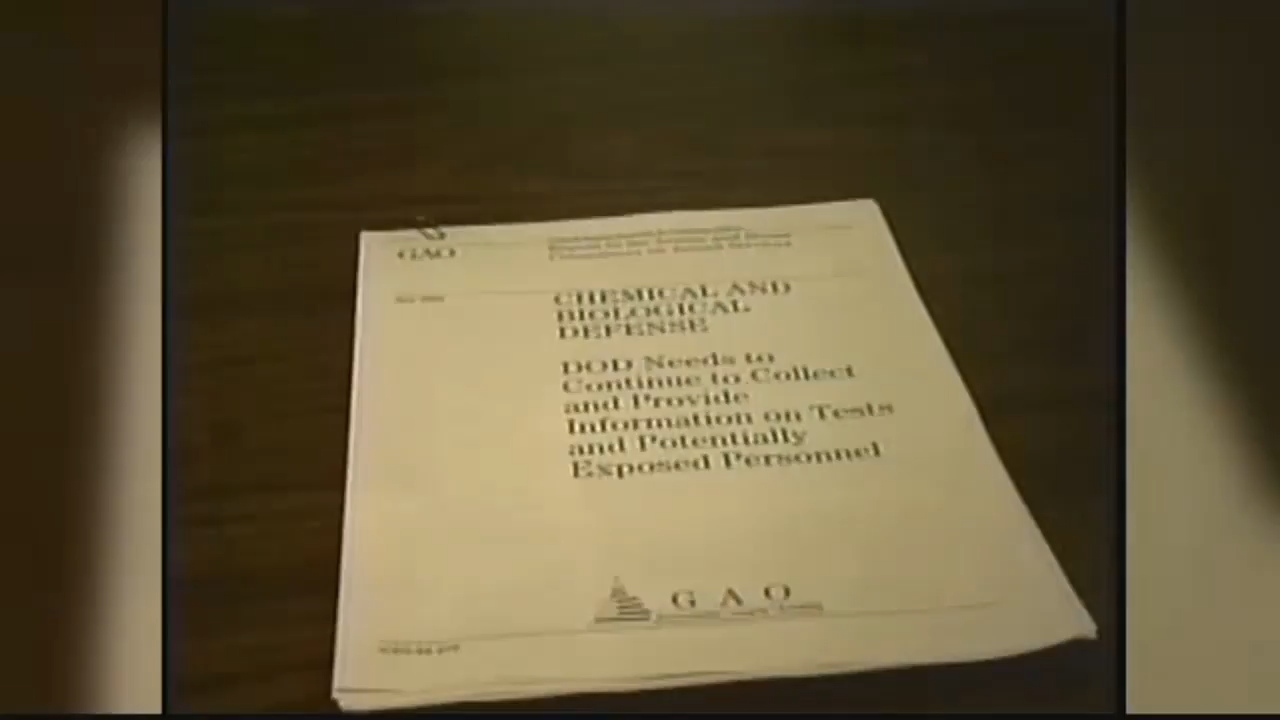 GAO
CHEMICAL AND
BIOLOGICAL
DEFENSE
DOD Needs to
Continue to Collect
and Provide
Information on Tests
and Potentially
Exposed Personnel
G A O